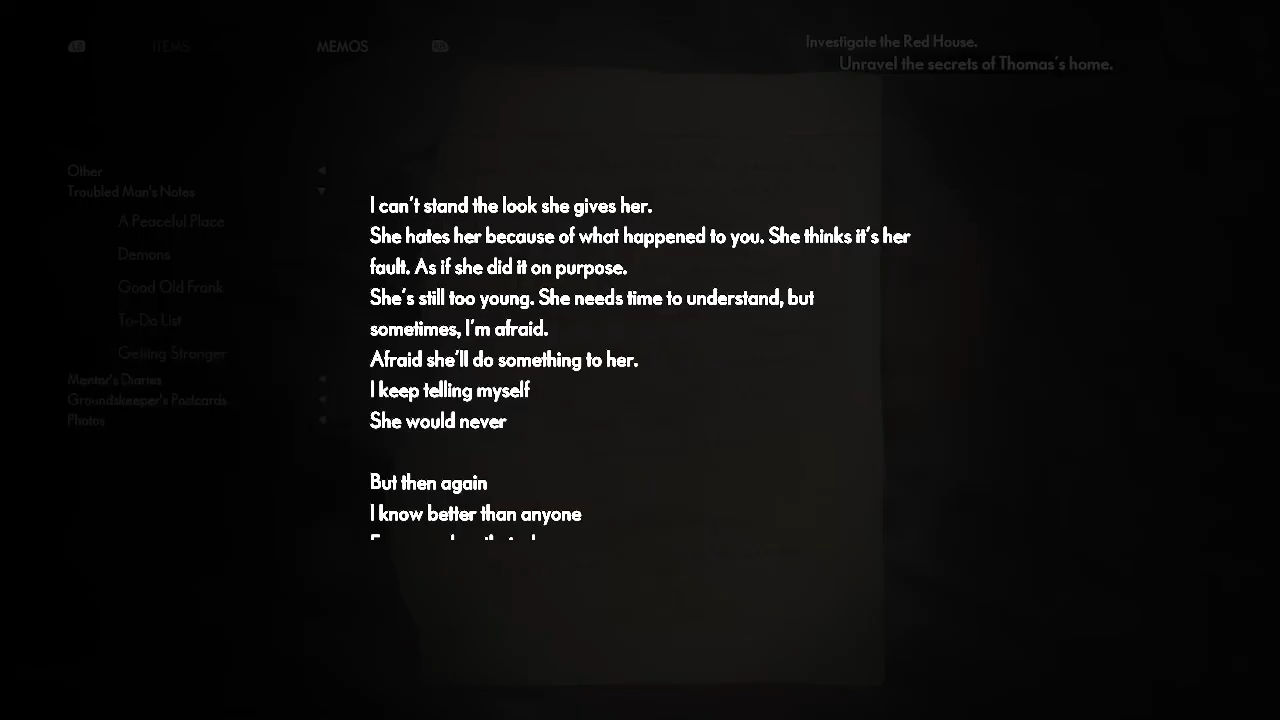 ITEMS
MEMOS
Investigate the Red House.
Unravel the secrets of Thomas's home.
Other
Troubled Man's Notes
A Peaceful Place
Demons
Good Old Frank
To-Do List
Getting Stranger
Mentor's Diaries
Groundskeeper's Postcards
Photos
I can't stand the look she gives her.
She hates her because of what happened to you. She thinks it's her
fault. As if she did it on purpose.
She's still too young. She needs time to understand, but
sometimes, I'm afraid.
Afraid she'll do something to her.
I keep telling myself
She would never
But then again
I know better than anyone